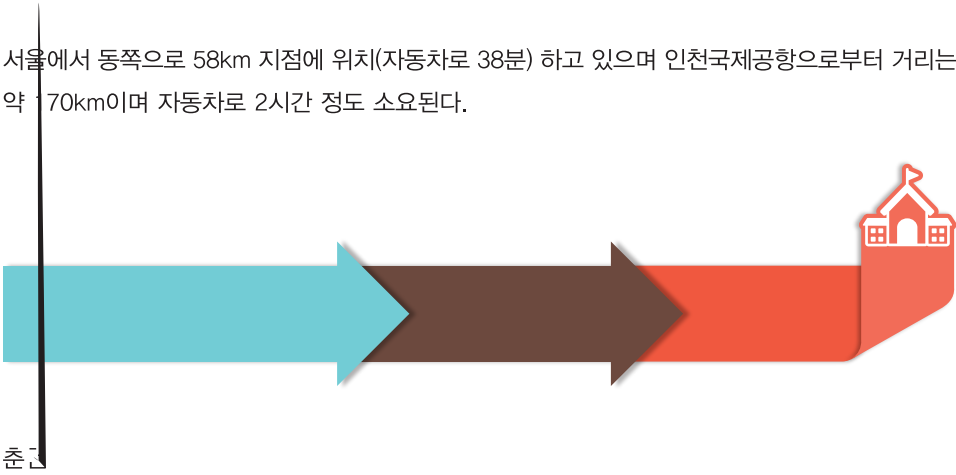 서울에서 동쪽으로 58km 지점에 위치(자동차로 38분) 하고 있으며 인천국제공항으로부터 거리는
약 170km이며 자동차로 2시간 정도 소요된다.